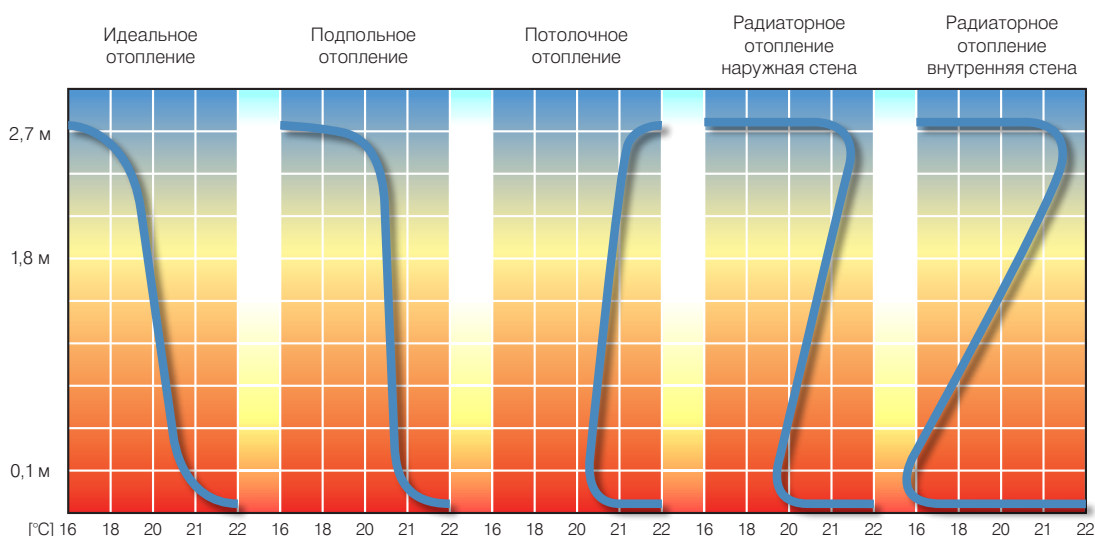 Идеальное
отопление
Подпольное
отопление
Потолочное
отопление
Радиаторное
отопление
наружная стена
Радиаторное
отопление
внутренняя стена
2,7 м
1,8 м
0,1 м
[°C] 16 18 20 21 22 16 18 20 21 22 16 18 20 21 22 16 18 20 21 22 16 18 20 21 22